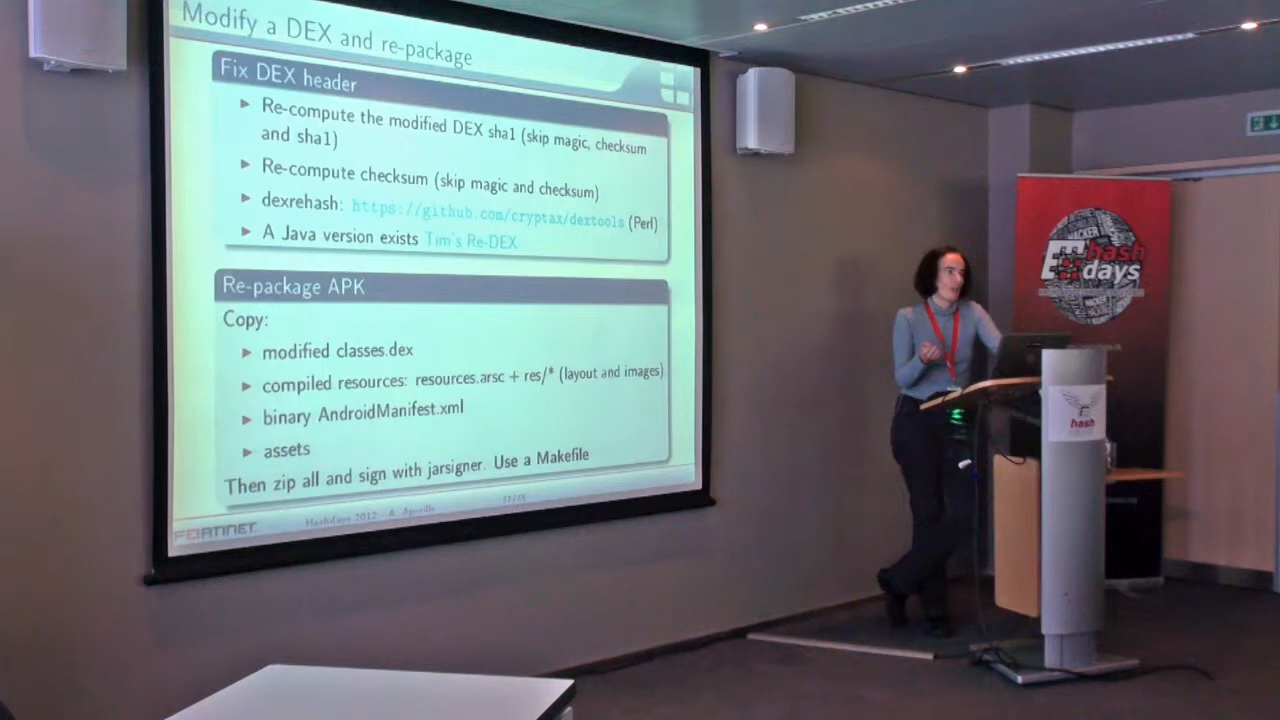 Modify a DEX and re-package
Fix DEX header
Re-compute the modified DEX sha1 (skip magic, checksum
and sha1)
Re-compute checksum (skip magic and checksum)
dexrehash: https://github.com/cryptax/dextools (Perl)
A Java version exists Tim's Re-DEX
Re-package APK
Copy:
modified classes.dex
compiled resources: resources.arsc + res/* (layout and images)
binary AndroidManifest.xml
assets
Then zip all and sign with jarsigner. Use a Makefile
FORTINET
Hashdays 2012 - A. Apvrille
HACKER
hash
days
hash